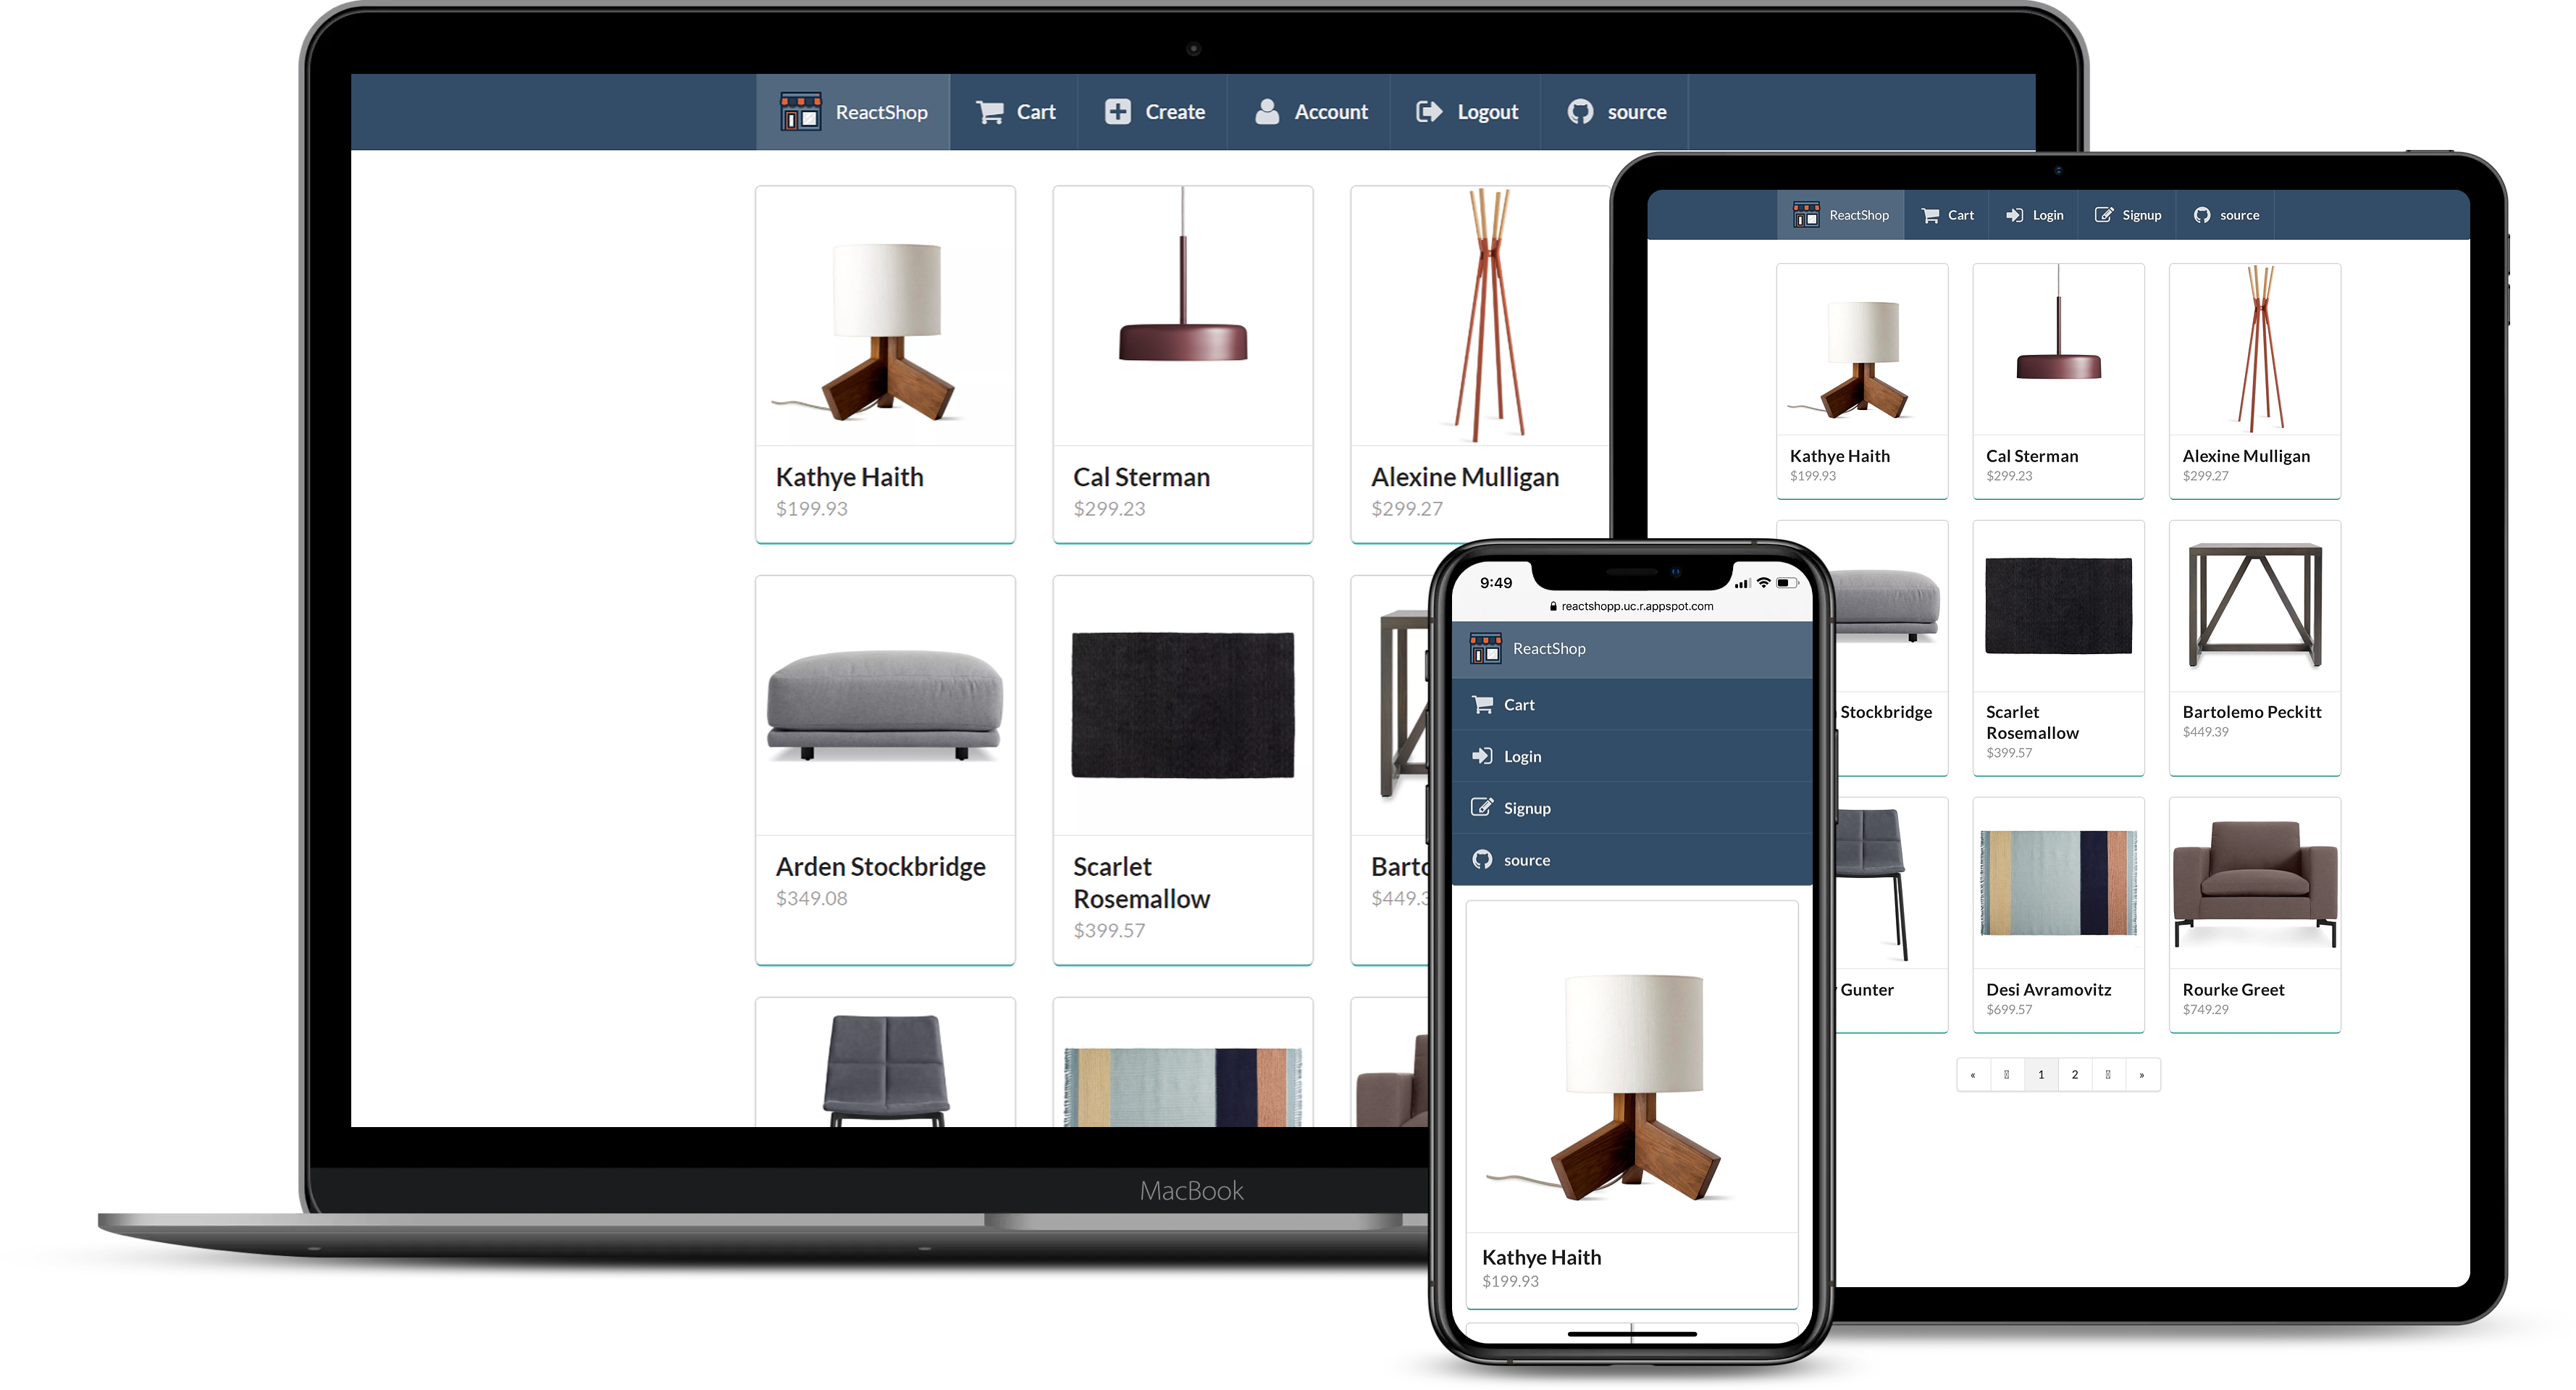 ReactShop
Cart
Create
Account
Logout
source
Kathye Haith
$199.93
Cal Sterman
$299.23
Alexine Mulligan
$299.27
Arden Stockbridge
$349.08
Scarlet
Rosemallow
$399.57
Barto
$449.3
MacBook
ReactShop
Cart
Login
Signup
source
Kathye Haith
$199.93
Cal Sterman
$299.23
Alexine Mulligan
$299.27
Stockbridge
Scarlet
Rosemallow
$399.57
Bartolemo Peckitt
$449.39
Gunter
Desi Avramovitz
$699.57
Rourke Greet
$749.29
« 1 2 »
9:49
reactshopp.uc.r.appspot.com
ReactShop
Cart
Login
Signup
source
Kathye Haith
$199.93